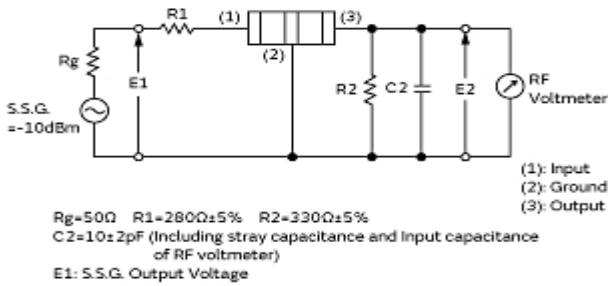 R1
(1)
(3)
(2)
Rg
E1
R2
C2
E2
RF
Voltmeter
S.S.G.
=-10dBm
(1): Input
(2): Ground
(3): Output
Rg=50Ω R1=280Ω±5% R2=330Ω±5%
C2=10±2pF (Including stray capacitance and Input capacitance
of RF voltmeter)
E1: S.S.G. Output Voltage